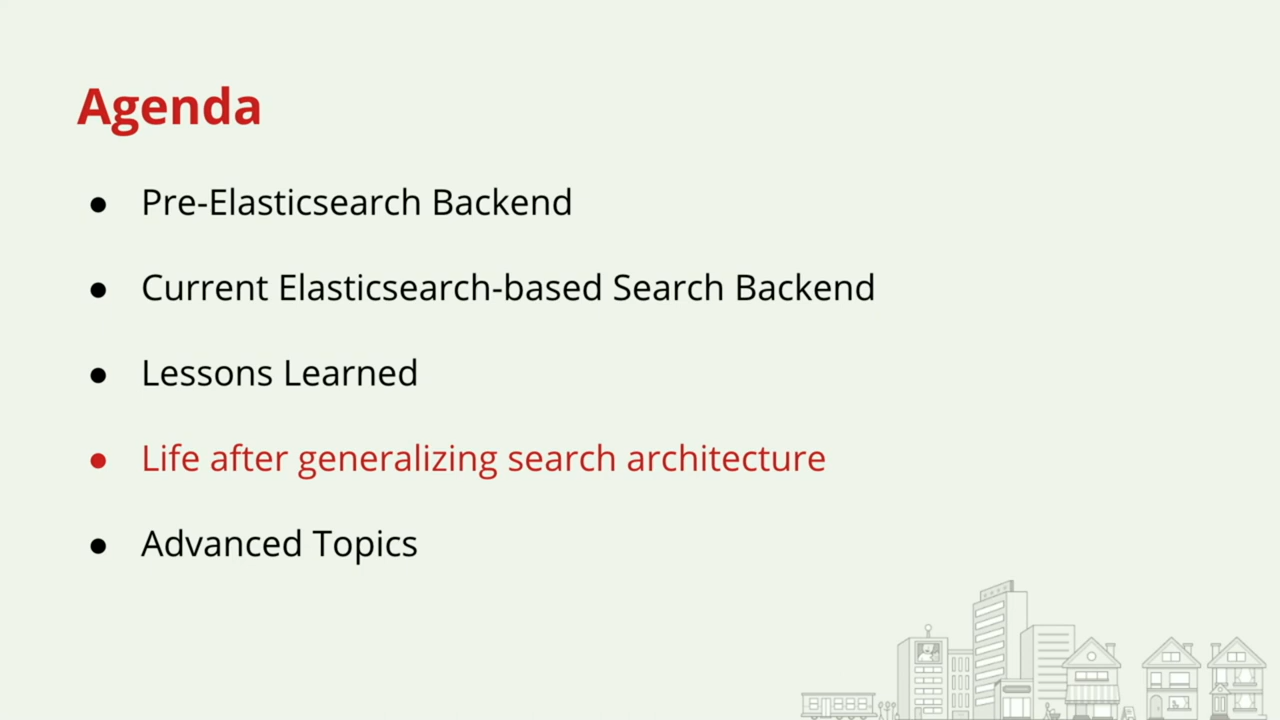 Agenda
● Pre-Elasticsearch Backend
● Current Elasticsearch-based Search Backend
● Lessons Learned
● Life after generalizing search architecture
● Advanced Topics